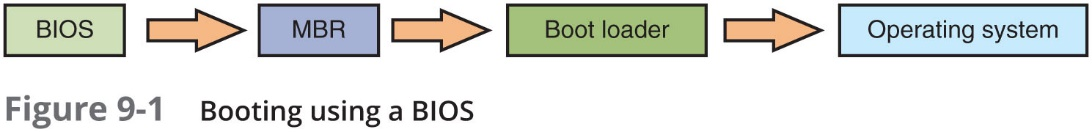 BIOS MBR Boot loader Operating system
Figure 9-1 Booting using a BIOS